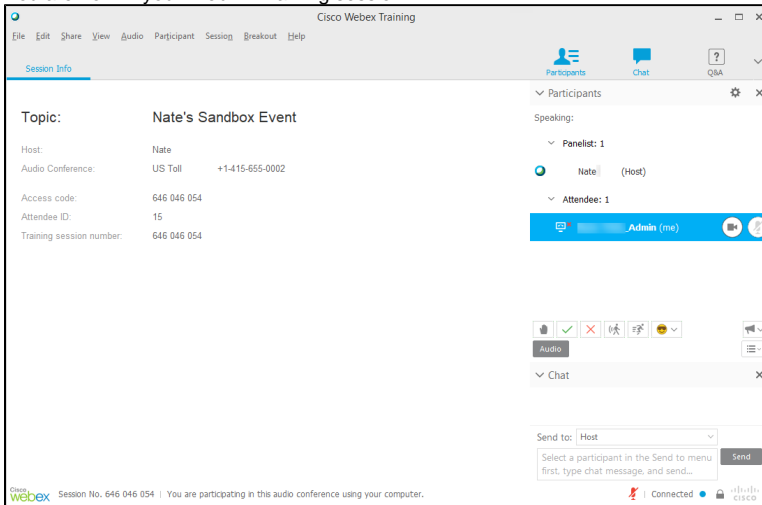 Cisco Webex Training
File Edit Share View Audio Participant Session Breakout Help
Session Info
Participants Chat Q&A
Participants
Topic: Nate's Sandbox Event
Speaking:
Panelist: 1
Host: Nate
Nate (Host)
Audio Conference: US Toll +1-415-655-0002
Access code: 646 046 054
Attendee: 1
Attendee ID: 15
_Admin (me)
Training session number: 646 046 054
Audio
Chat
Send to: Host
Select a participant in the Send to menu
first, type chat message, and send...
Send
Cisco webex Session No. 646 046 054 | You are participating in this audio conference using your computer.
Connected
CISCO